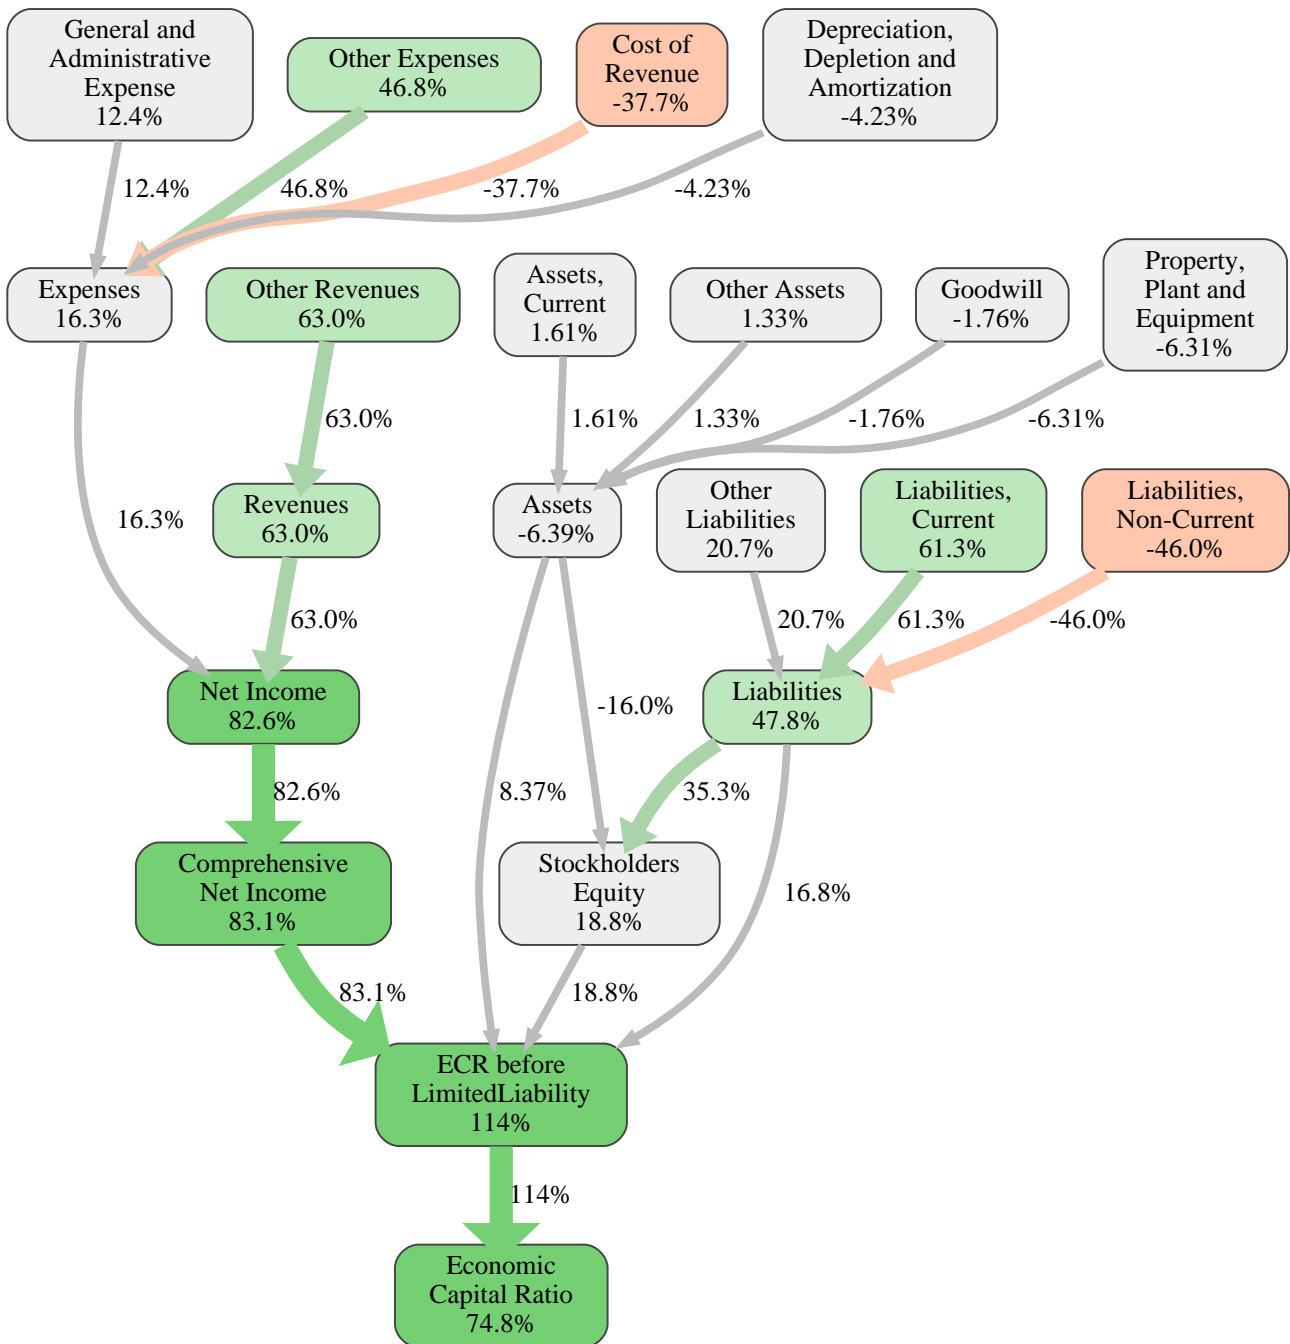 General and
Administrative
Expense
12.4%
Other Expenses
46.8%
Cost of
Revenue
-37.7%
Depreciation,
Depletion and
Amortization
-4.23%
12.4%
46.8%
-37.7%
-4.23%
Expenses
16.3%
Other Revenues
63.0%
Assets,
Current
1.61%
Other Assets
1.33%
Goodwill
-1.76%
Property,
Plant and
Equipment
-6.31%
63.0%
1.61%
1.33%
-1.76%
-6.31%
16.3%
Revenues
63.0%
Assets
-6.39%
Other
Liabilities
20.7%
Liabilities,
Current
61.3%
Liabilities,
Non-Current
-46.0%
63.0%
20.7%
61.3%
-46.0%
Net Income
82.6%
-16.0%
Liabilities
47.8%
82.6%
8.37%
35.3%
Comprehensive
Net Income
83.1%
Stockholders
Equity
18.8%
16.8%
83.1%
18.8%
ECR before
LimitedLiability
114%
114%
Economic
Capital Ratio
74.8%